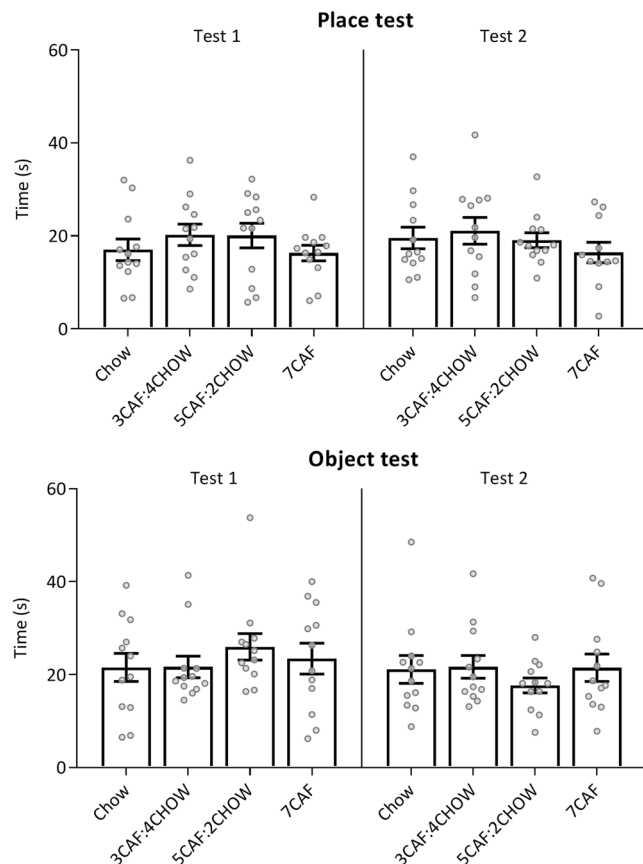 Place test
Test 1
Test 2
Time (s)
60
40
20
0
Chow
3CAF:4CHOW
5CAF:2CHOW
7CAF
Chow
3CAF:4CHOW
5CAF:2CHOW
7CAF
Object test
Test 1
Test 2
Time (s)
60
40
20
0
Chow
3CAF:4CHOW
5CAF:2CHOW
7CAF
Chow
3CAF:4CHOW
5CAF:2CHOW
7CAF